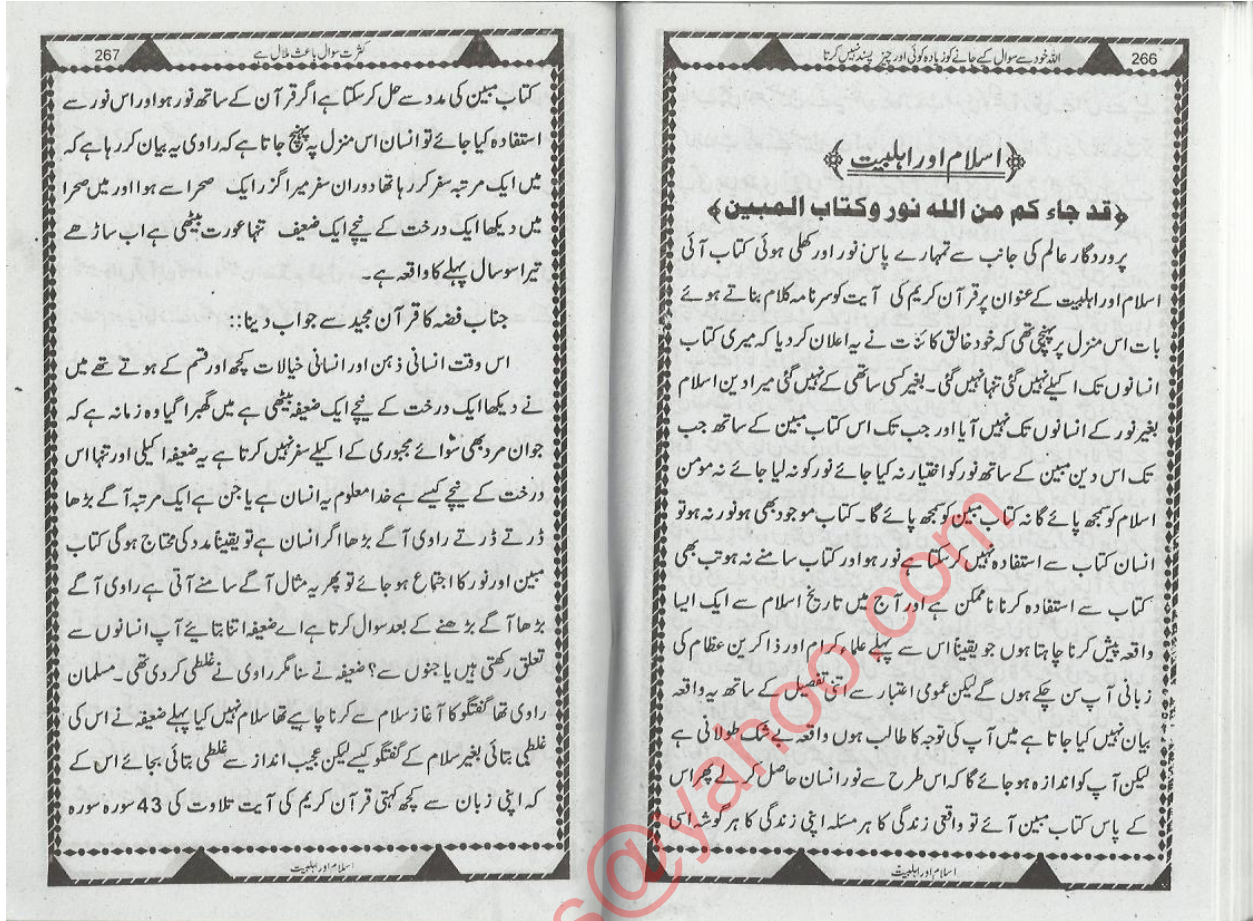 266
اللہ خود سے سوال کیے جانے کو زیادہ کوئی اور چیز پسند نہیں کرتا
﴿اسلام اور اہلبیت﴾
﴿قد جاء کم من الله نور وکتاب المبین﴾
پروردگار عالم کی جانب سے تمہارے پاس نور اور کھلی ہوئی کتاب آئی
اسلام اور اہلبیت کے عنوان پر قرآن کریم کی آیت کو سرنامہ کلام بناتے ہوئے
بات اس منزل پر پہنچی تھی کہ خود خالق کائنات نے یہ اعلان کر دیا کہ میری کتاب
انسانوں تک اکیلے نہیں گئی تنہا نہیں گئی۔ بغیر کسی ساتھی کے نہیں گئی میرا دین اسلام
بغیر نور کے انسانوں تک نہیں آیا اور جب تک اس کتاب مبین کے ساتھ جب
تک اس دین مبین کے ساتھ نور کو اختیار نہ کیا جائے نور کو نہ لیا جائے نہ مومن
اسلام کو سمجھ پائے گا نہ کتاب مبین کو سمجھ پائے گا۔ کتاب موجود بھی ہو نور نہ ہو تو
انسان کتاب سے استفادہ نہیں کر سکتا ہے نور ہو اور کتاب سامنے نہ ہو تب بھی
کتاب سے استفادہ کرنا ناممکن ہے اور آج میں تاریخ اسلام سے ایک ایسا
واقعہ پیش کرنا چاہتا ہوں جو یقیناً اس سے پہلے علماء کرام اور ذاکرین عظام کی
زبانی آپ سن چکے ہوں گے لیکن عمومی اعتبار سے اتنی تفصیل کے ساتھ یہ واقعہ
بیان نہیں کیا جاتا ہے میں آپ کی توجہ کا طالب ہوں واقعہ بے شک طولانی ہے
لیکن آپ کو اندازہ ہو جائے گا کہ اس طرح سے نور انسان حاصل کر لے پھر اس
کے پاس کتاب مبین آئے تو واقعی زندگی کا ہر مسئلہ اپنی زندگی کا ہر گوشہ اسی
اسلام اور اہلبیت
267
کثرت سوال باعث ملال ہے
کتاب مبین کی مدد سے حل کر سکتا ہے اگر قرآن کے ساتھ نور ہو اور اس نور سے
استفادہ کیا جائے تو انسان اس منزل پہ پہنچ جاتا ہے کہ راوی یہ بیان کر رہا ہے کہ
میں ایک مرتبہ سفر کر رہا تھا دوران سفر میرا گزر ایک صحرا سے ہوا اور میں صحرا
میں دیکھا ایک درخت کے نیچے ایک ضعیف تنہا عورت بیٹھی ہے اب ساڑھے
تیرا سو سال پہلے کا واقعہ ہے۔
جناب فضہ کا قرآن مجید سے جواب دینا::
اس وقت انسانی ذہن اور انسانی خیالات کچھ اور قسم کے ہوتے تھے میں
نے دیکھا ایک درخت کے نیچے ایک ضعیفہ بیٹھی ہے میں گھبرا گیا وہ زمانہ ہے کہ
جوان مرد بھی سوائے مجبوری کے اکیلے سفر نہیں کرتا ہے یہ ضعیفہ اکیلی اور تنہا اس
درخت کے نیچے کیسے ہے خدا معلوم یہ انسان ہے یا جن ہے ایک مرتبہ آگے بڑھا
ڈرتے ڈرتے راوی آگے بڑھا اگر انسان ہے تو یقیناً مدد کی محتاج ہو گی کتاب
مبین اور نور کا اجتماع ہو جائے تو پھر یہ مثال آگے سامنے آتی ہے راوی آگے
بڑھا آگے بڑھنے کے بعد سوال کرتا ہے اے ضعیفہ اتنا بتائیے آپ انسانوں سے
تعلق رکھتی ہیں یا جنوں سے؟ ضعیفہ نے سنا مگر راوی نے غلطی کر دی تھی۔ مسلمان
راوی تھا گفتگو کا آغاز سلام سے کرنا چاہیے تھا سلام نہیں کیا پہلے ضعیفہ نے اس کی
غلطی بتائی بغیر سلام کے گفتگو کیسے لیکن عجیب انداز سے غلطی بتائی بجائے اس کے
کہ اپنی زبان سے کچھ کہتی قرآن کریم کی آیت تلاوت کی 43 سورہ سورہ
اسلام اور اہلبیت
s@yahoo.com